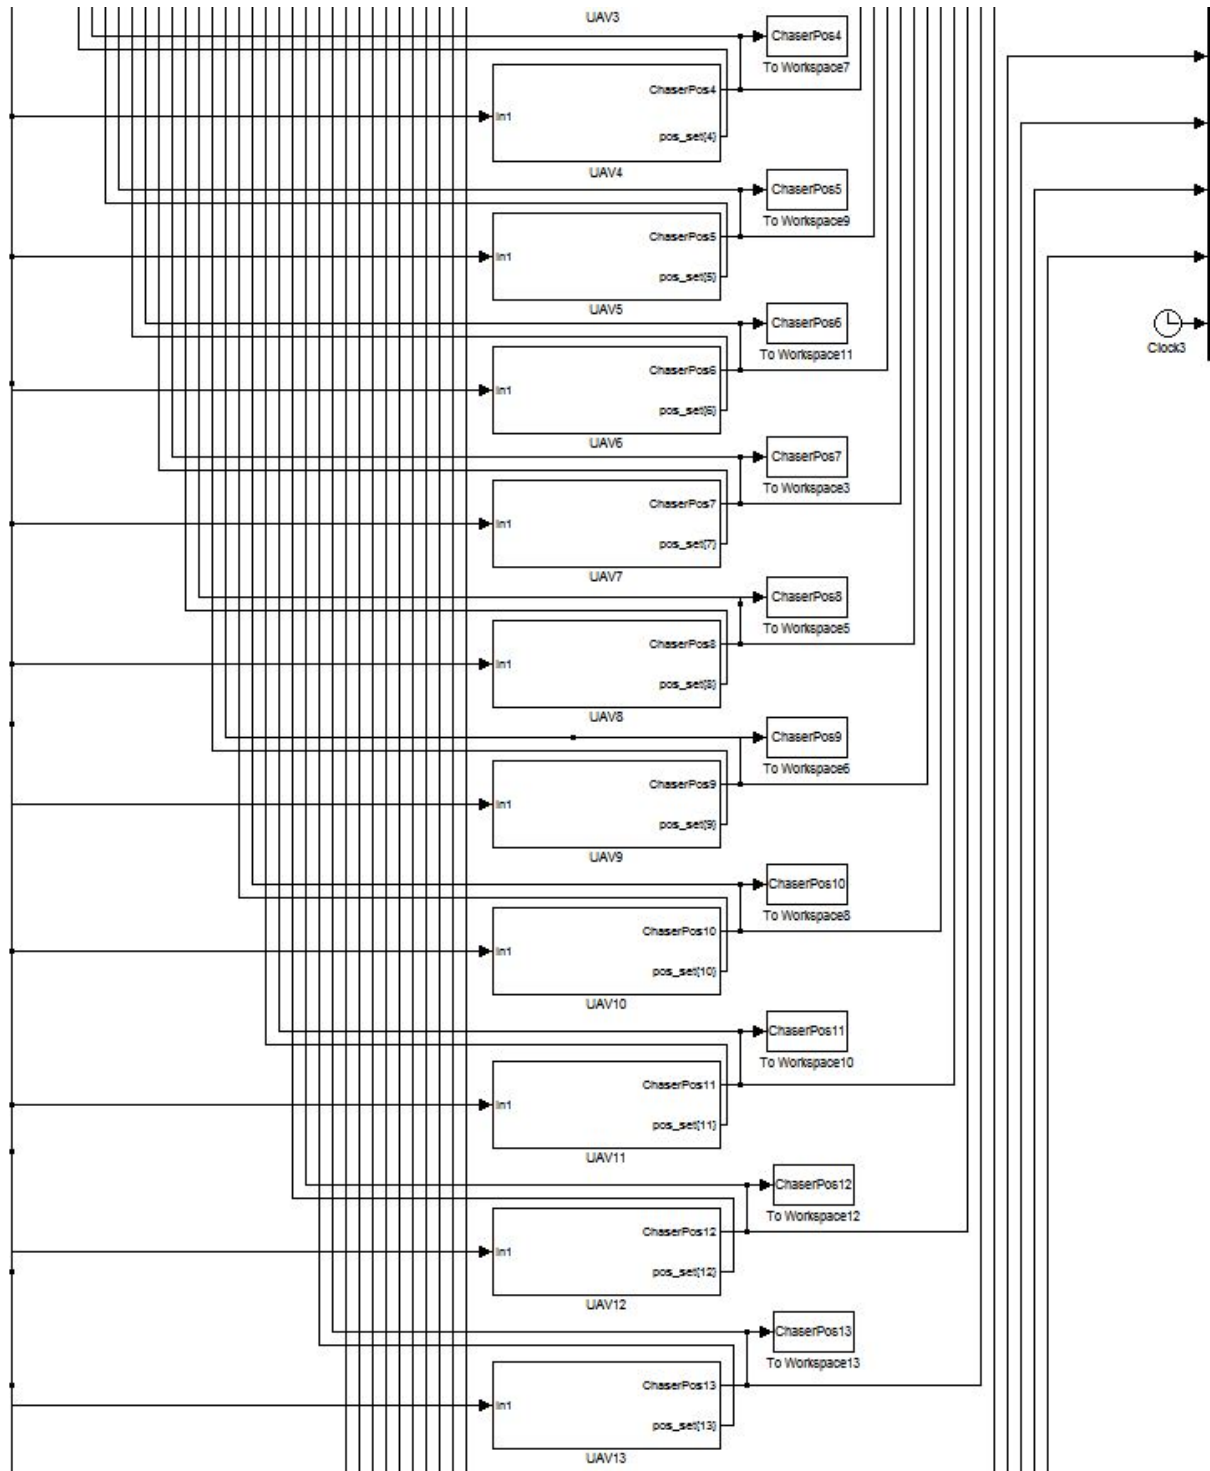 UAV3
ChaserPos4
To Workspace7
ChaserPos4
In1
pos_set[4]
UAV4
ChaserPos5
To Workspace9
ChaserPos5
In1
pos_set[5]
UAV5
ChaserPos6
Clock3
To Workspace11
ChaserPos6
In1
pos_set[6]
UAV6
ChaserPos7
To Workspace3
ChaserPos7
In1
pos_set[7]
UAV7
ChaserPos8
To Workspace5
ChaserPos8
In1
pos_set[8]
UAV8
ChaserPos9
To Workspace6
ChaserPos9
In1
pos_set[9]
UAV9
ChaserPos10
To Workspace8
ChaserPos10
In1
pos_set[10]
UAV10
ChaserPos11
To Workspace10
ChaserPos11
In1
pos_set[11]
UAV11
ChaserPos12
To Workspace12
ChaserPos12
In1
pos_set[12]
UAV12
ChaserPos13
To Workspace13
ChaserPos13
In1
pos_set[13]
UAV13